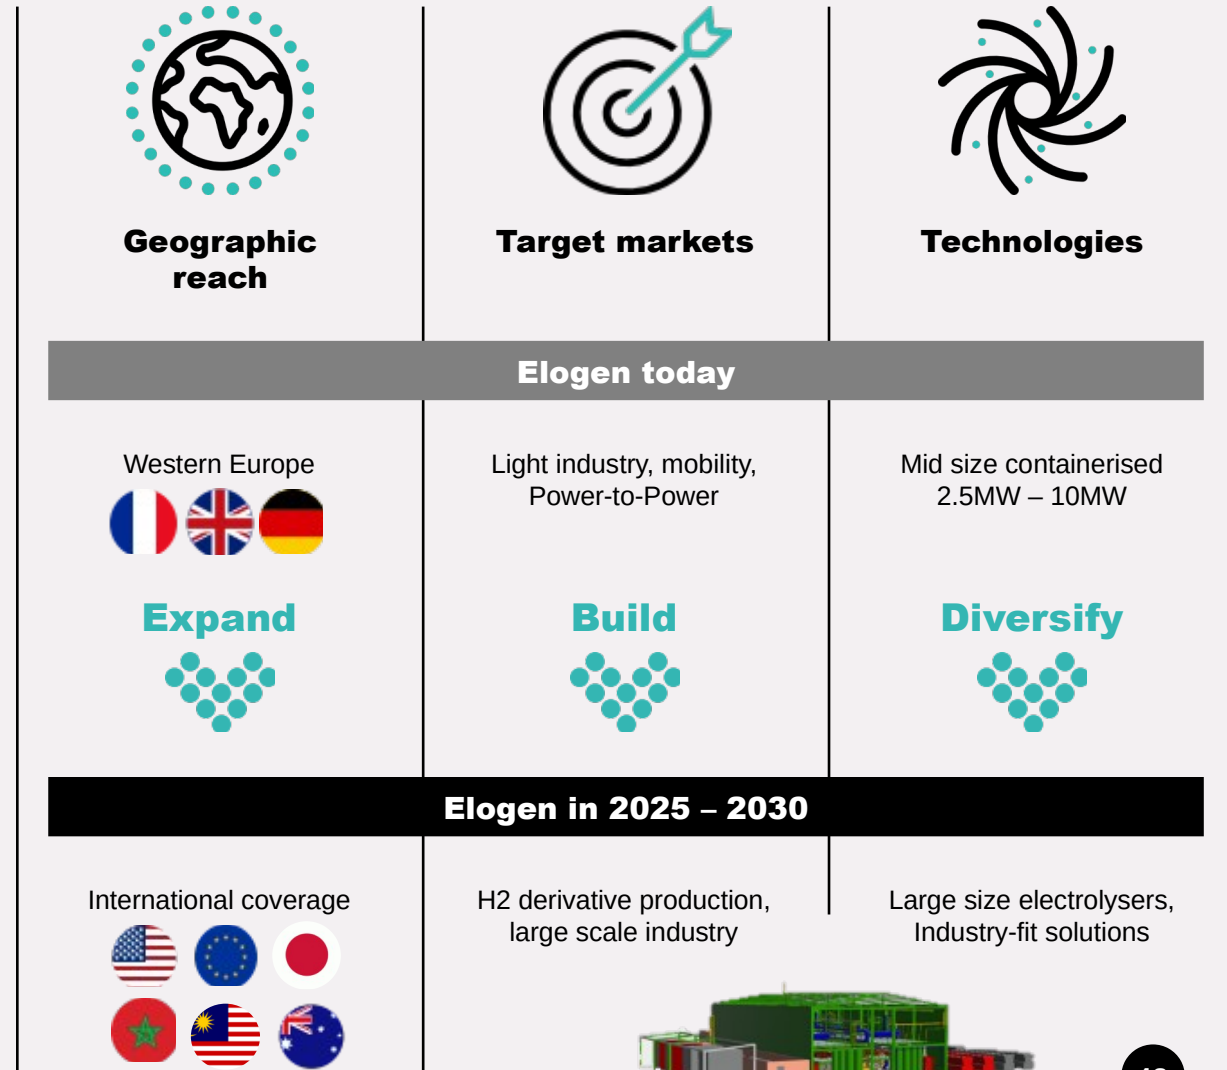 Geographic
reach
Target markets
Technologies
Elogen today
Western Europe
Light industry, mobility,
Power-to-Power
Mid size containerised
2.5MW – 10MW
Expand
Build
Diversify
Elogen in 2025 – 2030
International coverage
H2 derivative production,
large scale industry
Large size electrolysers,
Industry-fit solutions